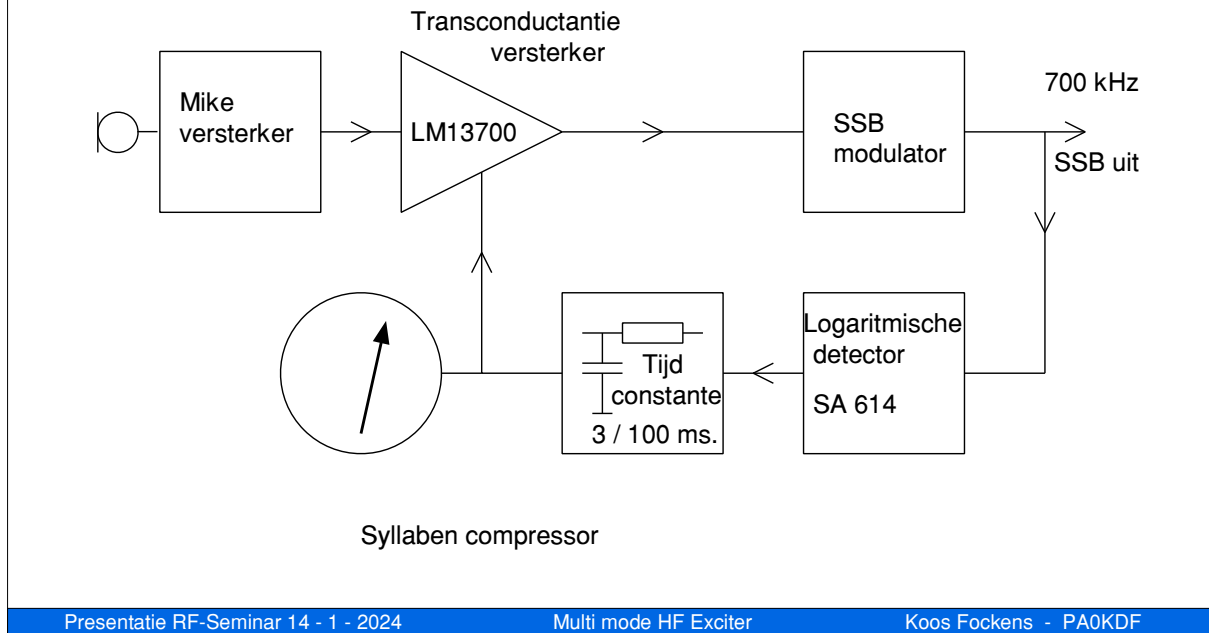 Transconductantie
versterker
Mike
versterker
LM13700
SSB
modulator
700 kHz
SSB uit
Logaritmische
detector
SA 614
Tijd
constante
3 / 100 ms.
Syllaben compressor
Presentatie RF-Seminar 14 - 1 - 2024 Multi mode HF Exciter Koos Fockens - PA0KDF